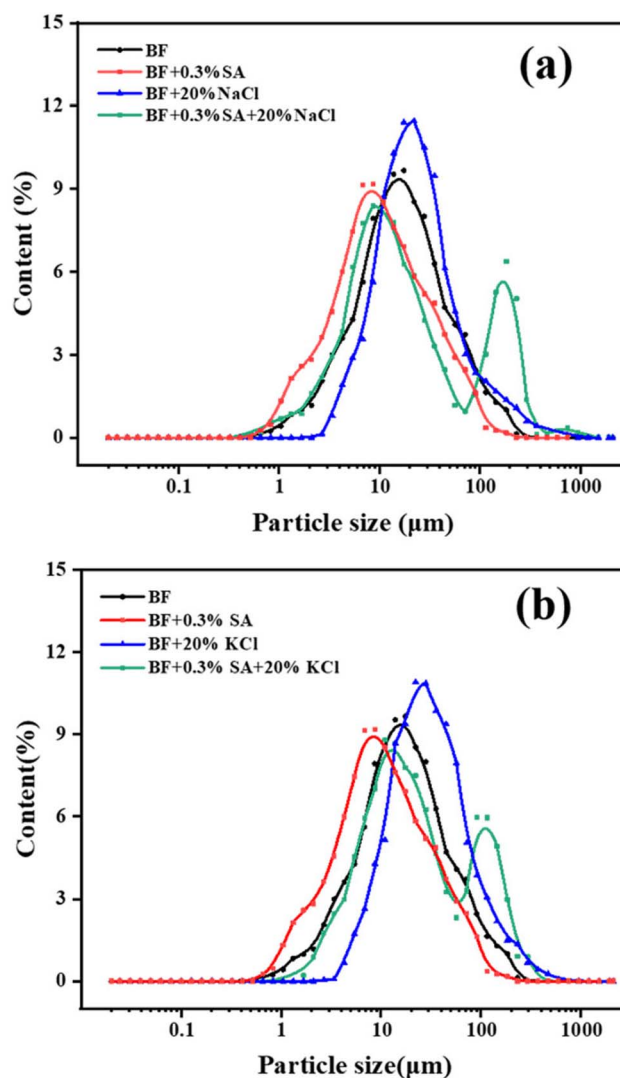 15
12
9
6
3
0
Content (%)
BF
BF+0.3%SA
BF+20%NaCl
BF+0.3%SA+20%NaCl
(a)
0.1 1 10 100 1000
Particle size (μm)
15
12
9
6
3
0
Content(%)
BF
BF+0.3% SA
BF+20% KCl
BF+0.3% SA+20% KCl
(b)
0.1 1 10 100 1000
Particle size(μm)